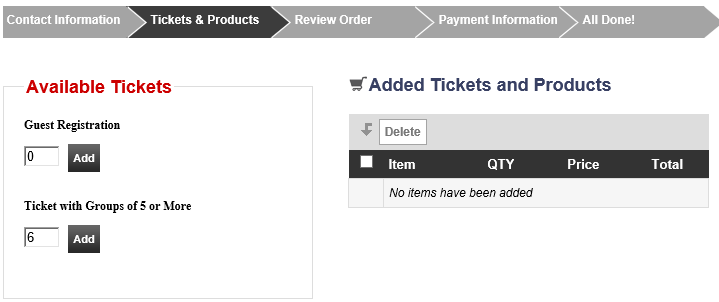 Contact Information Tickets & Products Review Order Payment Information All Done!
Available Tickets
Guest Registration
0 Add
Ticket with Groups of 5 or More
6 Add
Added Tickets and Products
Delete
Item QTY Price Total
No items have been added